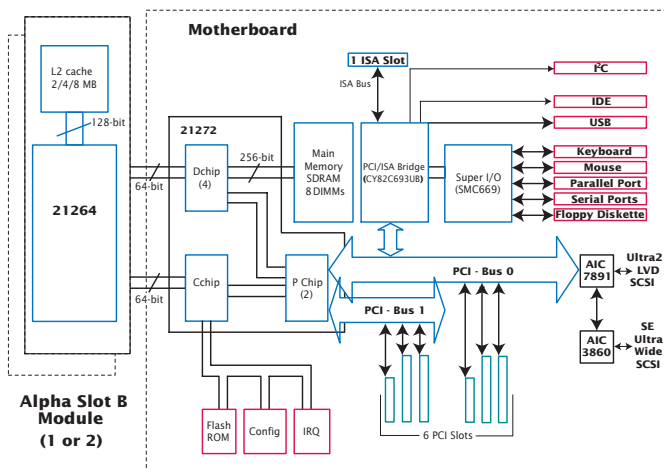 Motherboard
1 ISA Slot
ISA Bus
I²C
IDE
USB
L2 cache
2/4/8 MB
128-bit
21264
64-bit
64-bit
21272
Dchip
(4)
256-bit
Main
Memory
SDRAM
8 DIMMs
PCI/ISA Bridge
(CY82C693UB)
Super I/O
(SMC669)
Keyboard
Mouse
Parallel Port
Serial Ports
Floppy Diskette
Cchip
P Chip
(2)
PCI - Bus 0
PCI - Bus 1
AIC
7891
Ultra2
LVD
SCSI
AIC
3860
SE
Ultra
Wide
SCSI
Alpha Slot B
Module
(1 or 2)
Flash
ROM
Config
IRQ
6 PCI Slots